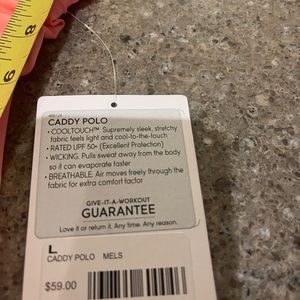 9
8
CADDY POLO
• COOLTOUCH™. Supremely sleek, stretchy
fabric feels light and cool-to-the-touch
• RATED UPF 50+ (Excellent Protection)
• WICKING. Pulls sweat away from the body
so it can evaporate faster
• BREATHABLE. Air moves freely through the
fabric for extra comfort factor
GIVE-IT-A-WORKOUT
GUARANTEE
Love it or return it. Any time. Any reason.
L
CADDY POLO MELS
$59.00